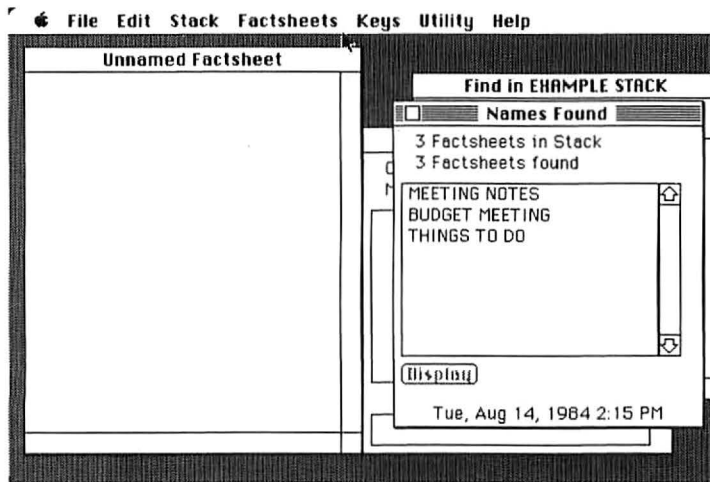 File Edit Stack Factsheets Keys Utility Help
Unnamed Factsheet
Find in EXAMPLE STACK
Names Found
3 Factsheets in Stack
3 Factsheets found
MEETING NOTES
BUDGET MEETING
THINGS TO DO
Display
Tue, Aug 14, 1984 2:15 PM